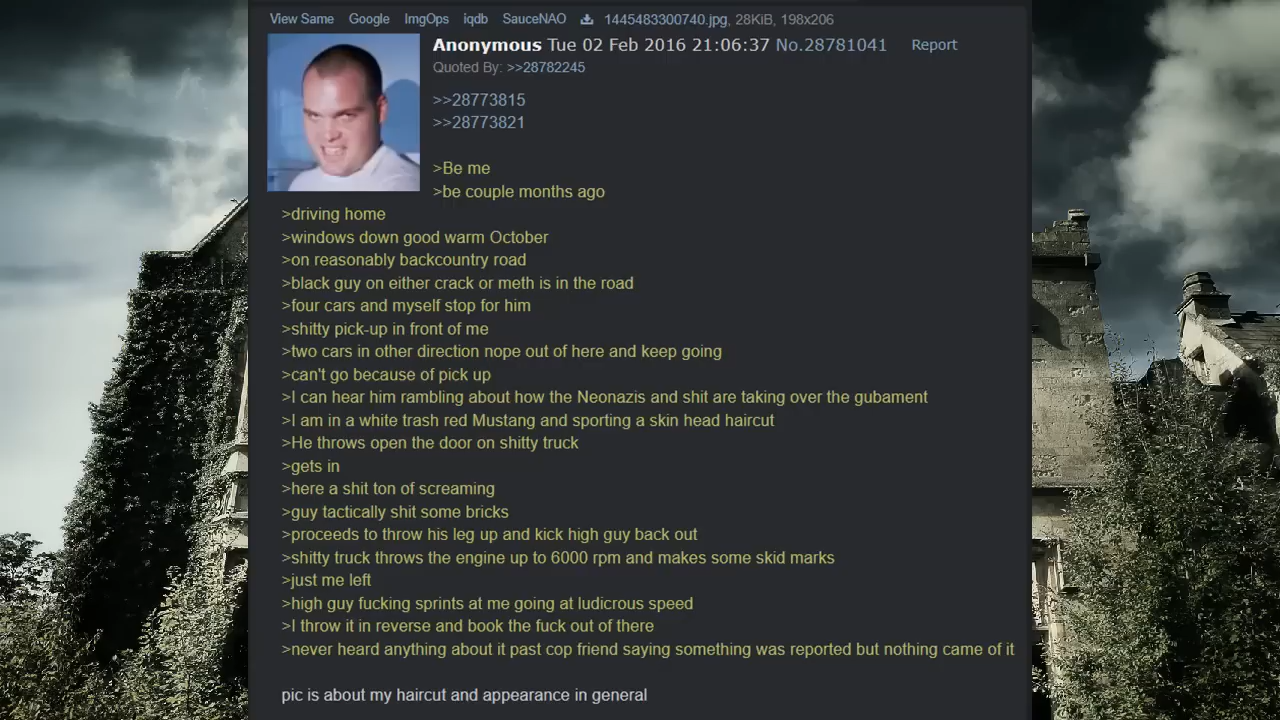 View Same Google ImgOps iqdb SauceNAO 1445483300740.jpg, 28KiB, 198x206
Anonymous Tue 02 Feb 2016 21:06:37 No.28781041 Report
Quoted By: >>28782245
>>28773815
>>28773821
>Be me
>be couple months ago
>driving home
>windows down good warm October
>on reasonably backcountry road
>black guy on either crack or meth is in the road
>four cars and myself stop for him
>shitty pick-up in front of me
>two cars in other direction nope out of here and keep going
>can't go because of pick up
>I can hear him rambling about how the Neonazis and shit are taking over the gubament
>I am in a white trash red Mustang and sporting a skin head haircut
>He throws open the door on shitty truck
>gets in
>here a shit ton of screaming
>guy tactically shit some bricks
>proceeds to throw his leg up and kick high guy back out
>shitty truck throws the engine up to 6000 rpm and makes some skid marks
>just me left
>high guy fucking sprints at me going at ludicrous speed
>I throw it in reverse and book the fuck out of there
>never heard anything about it past cop friend saying something was reported but nothing came of it
pic is about my haircut and appearance in general